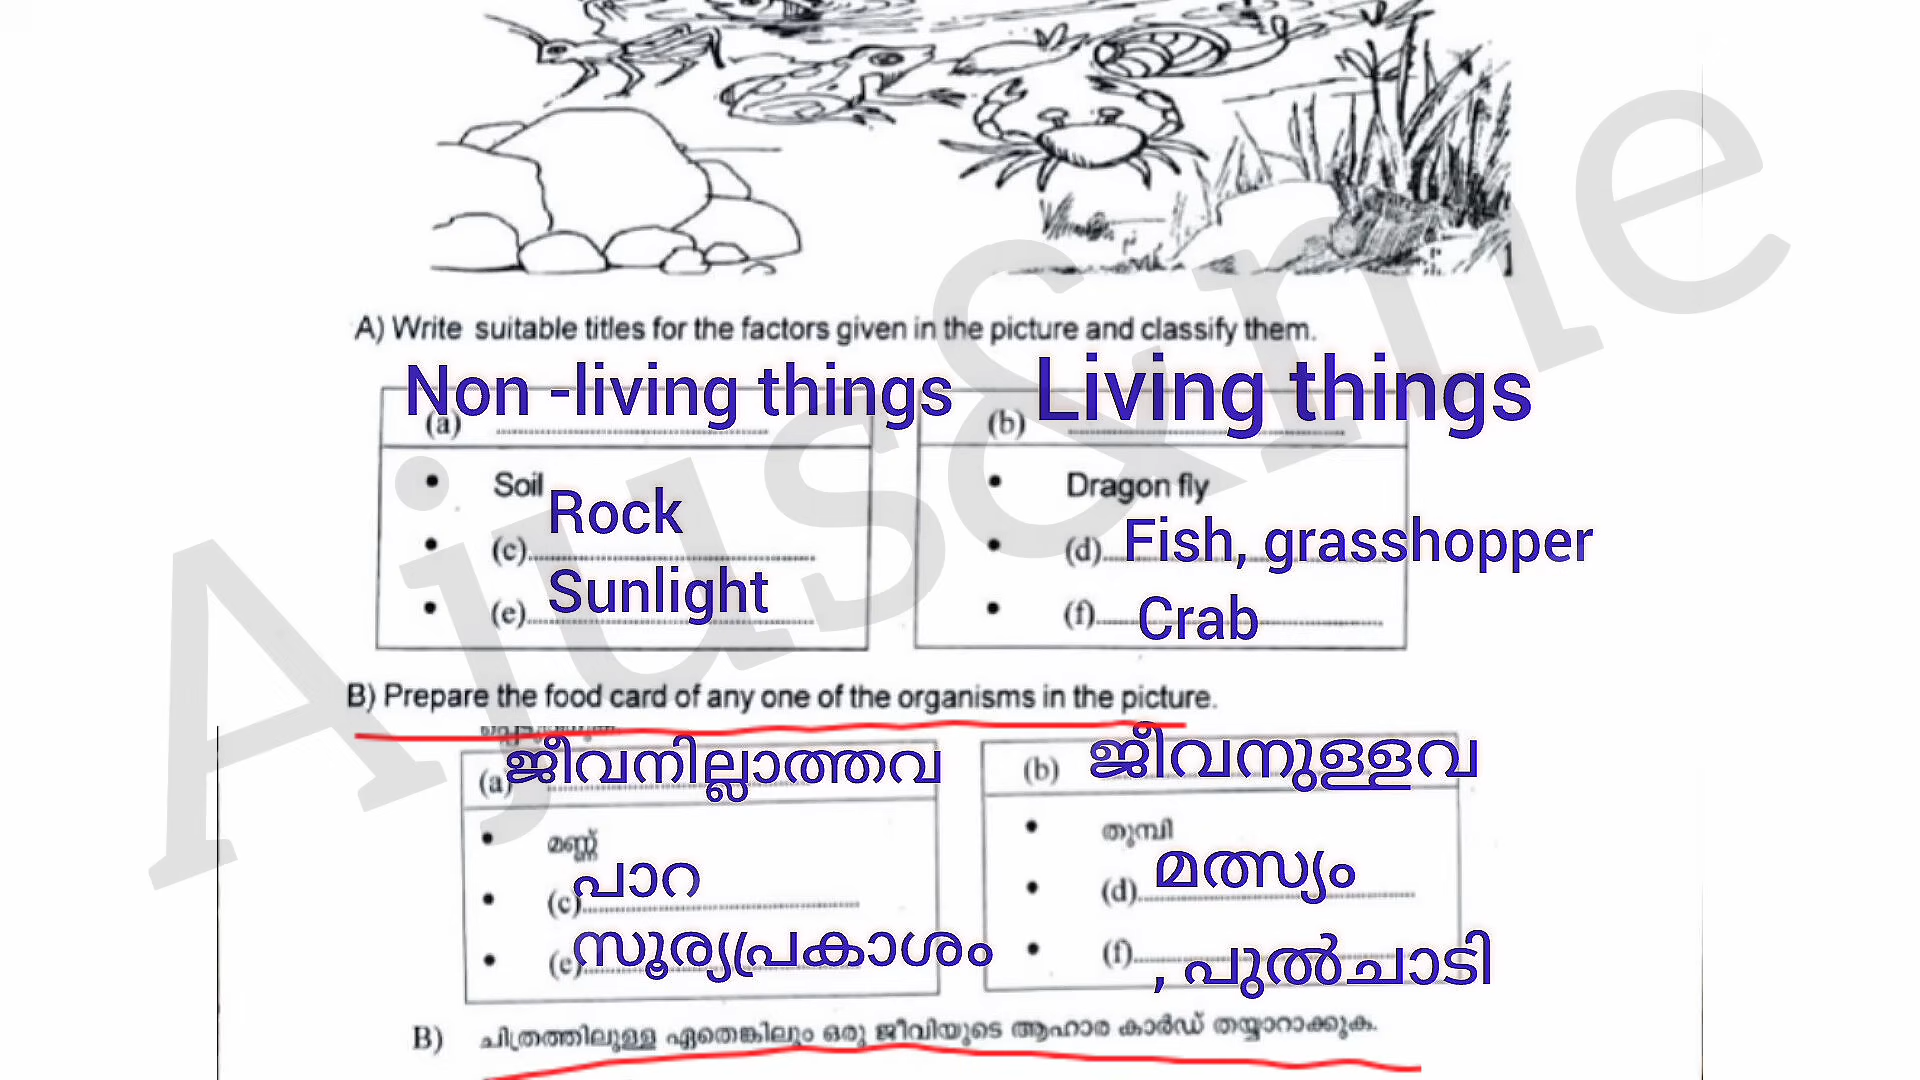 A) Write suitable titles for the factors given in the picture and classify them.
Non -living things
(a)
Living things
(b)
Soil
Rock
(c)
Sunlight
(e)
Dragon fly
(d) Fish, grasshopper
(f) Crab
B) Prepare the food card of any one of the organisms in the picture.
(a) ജീവനില്ലാത്തവ
(b) ജീവനുള്ളവ
മണ്ണ്
(c) പാറ
(e) സൂര്യപ്രകാശം
തുമ്പി
(d) മത്സ്യം
(f) , പുൽചാടി
B) ചിത്രത്തിലുള്ള ഏതെങ്കിലും ഒരു ജീവിയുടെ ആഹാര കാർഡ് തയ്യാറാക്കുക.
Ajus&me